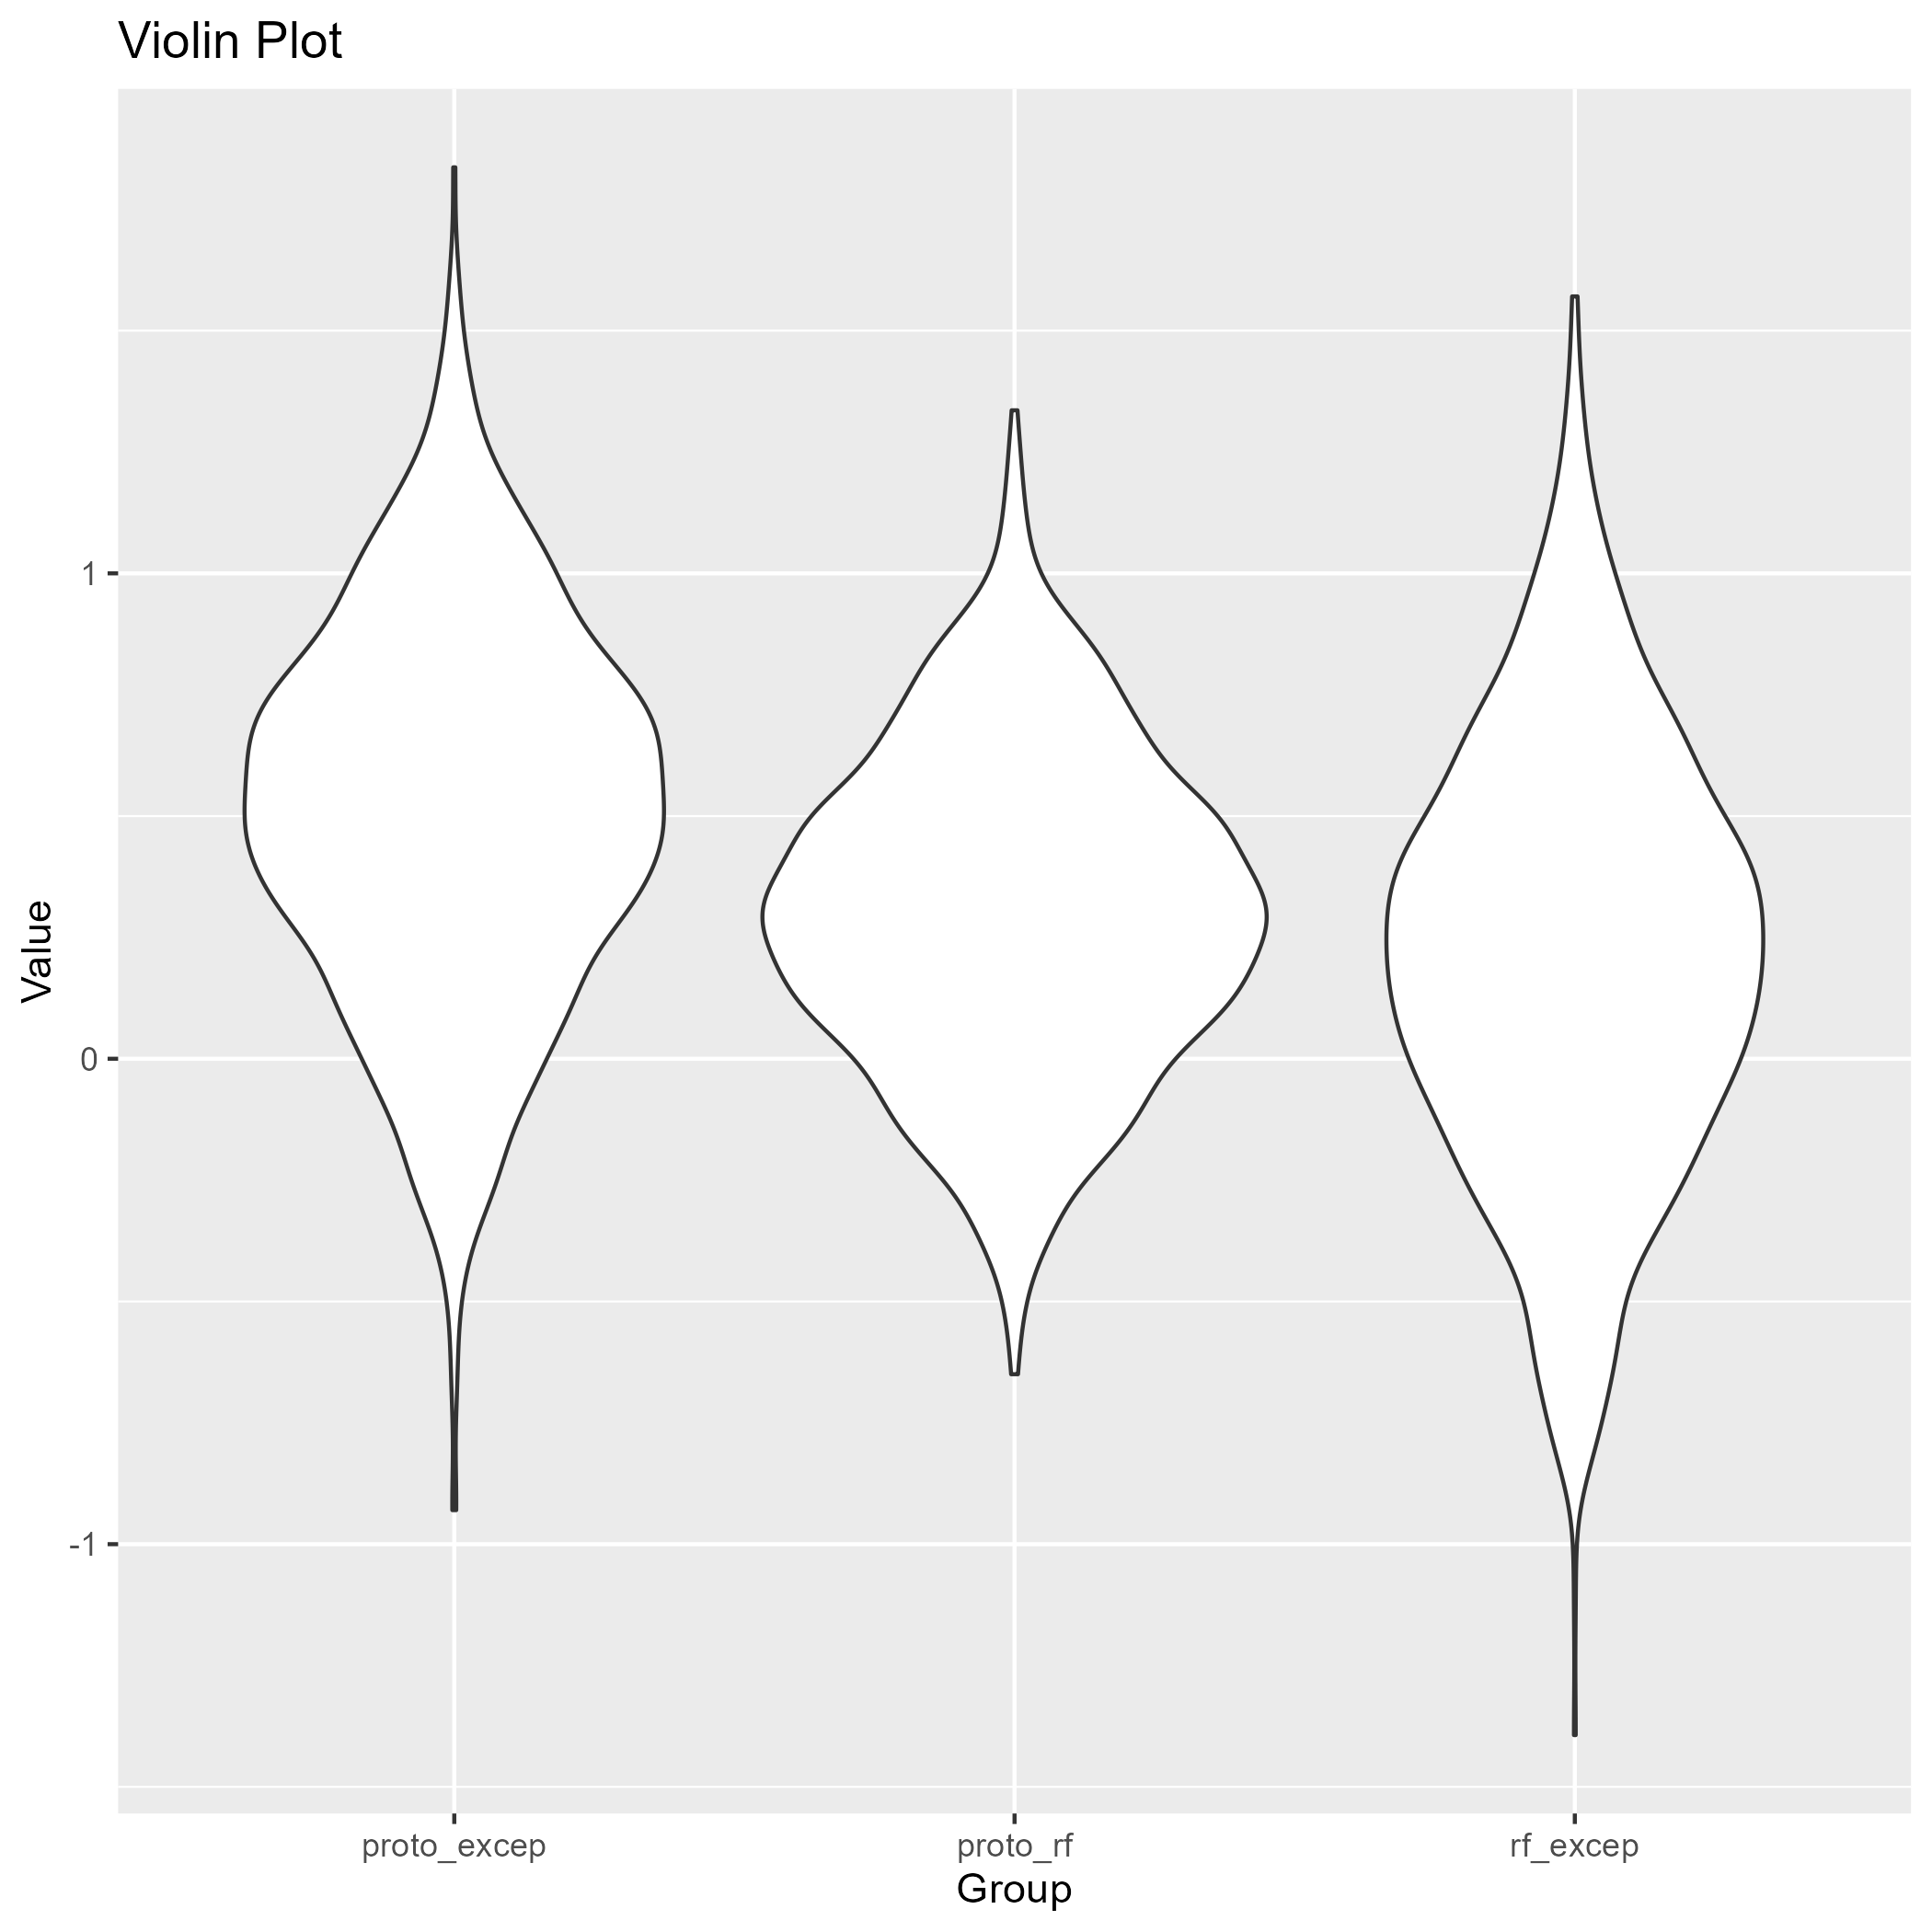 Violin Plot
Value
1
0
-1
proto_excep
proto_rf
rf_excep
Group